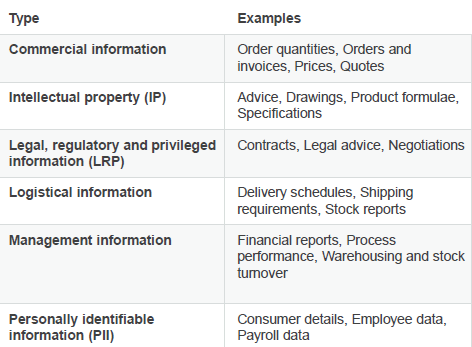 Type
Examples
Commercial information
Order quantities, Orders and
invoices, Prices, Quotes
Intellectual property (IP)
Advice, Drawings, Product formulae,
Specifications
Legal, regulatory and privileged
information (LRP)
Contracts, Legal advice, Negotiations
Logistical information
Delivery schedules, Shipping
requirements, Stock reports
Management information
Financial reports, Process
performance, Warehousing and stock
turnover
Personally identifiable
information (PII)
Consumer details, Employee data,
Payroll data